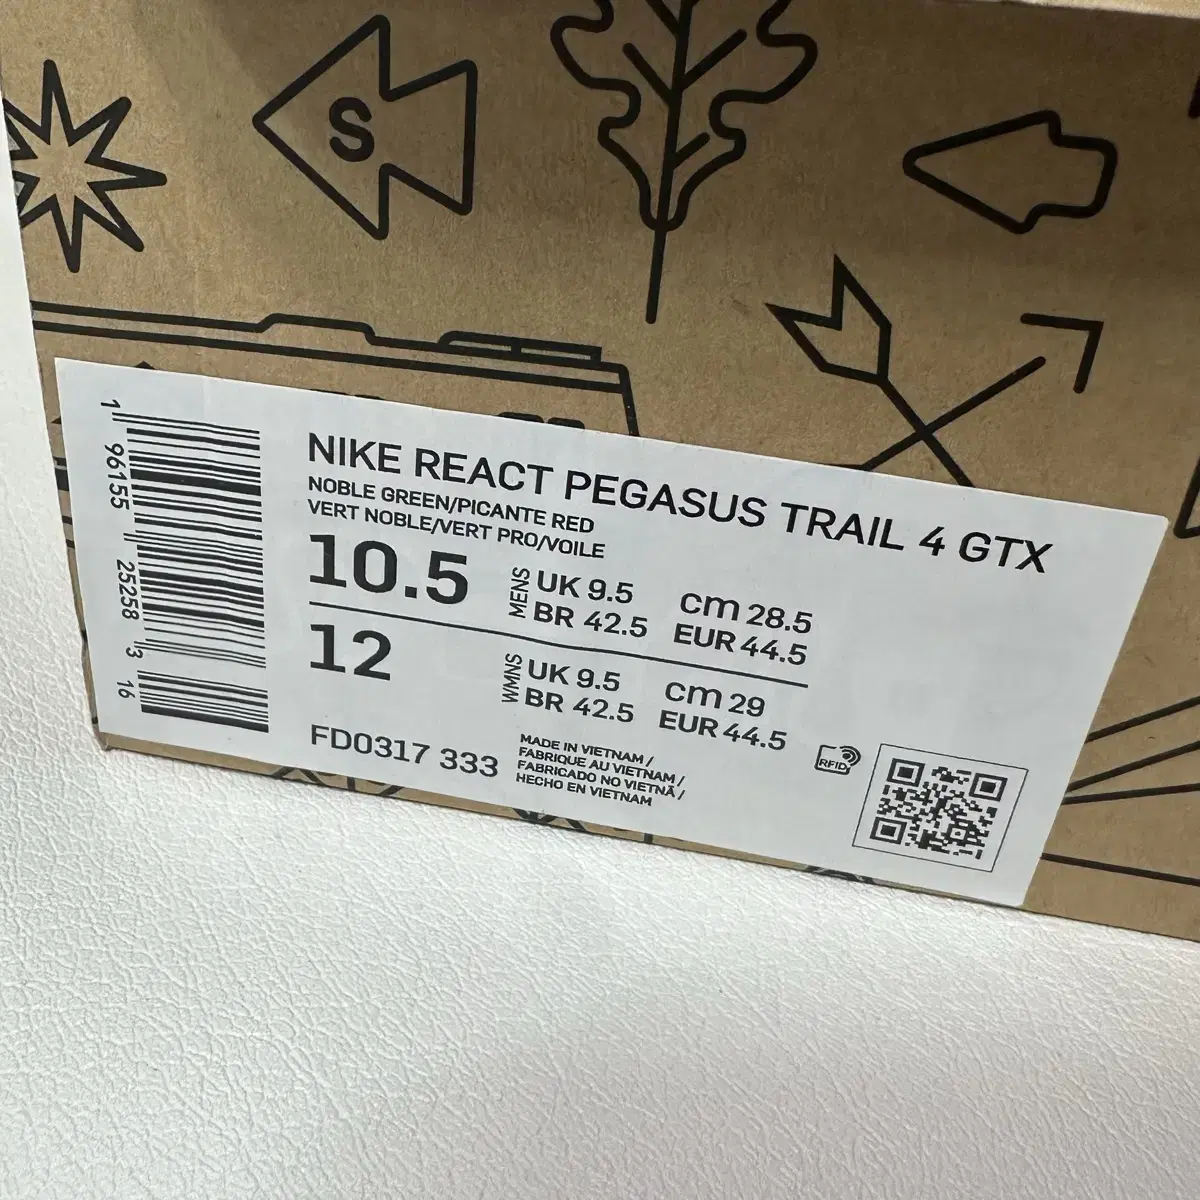 S
NIKE REACT PEGASUS TRAIL 4 GTX
NOBLE GREEN/PICANTE RED
VERT NOBLE/VERT PRO/VOILE
10.5
MENS
UK 9.5
cm 28.5
BR 42.5
EUR 44.5
12
WMNS
UK 9.5
cm 29
BR 42.5
EUR 44.5
FD0317 333
MADE IN VIETNAM /
FABRIQUE AU VIETNAM /
FABRICADO NO VIETNÃ /
HECHO EN VIETNAM
RFID
1 96155 25258 3 16